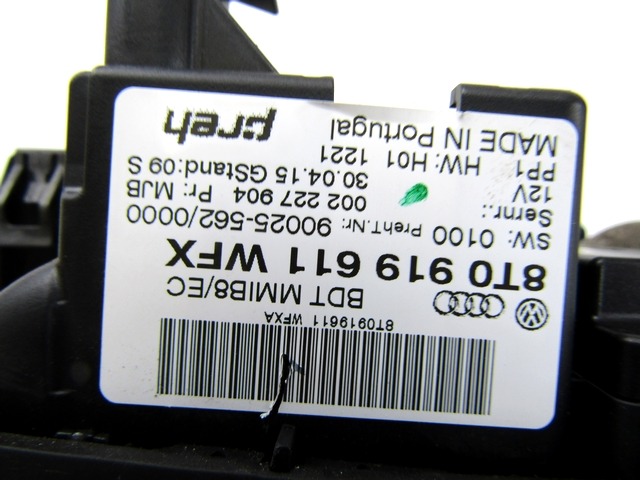 8T0919611 WFXA
BDT MMIB8/EC
8T0 919 611 WFX
SW: 0100 PrehT.Nr: 90025-562/0000
Sernr.: 002 227 904 Pr: MJB
12V 30.04.15 GStand:09 S
PP1 HW: H01 1221
MADE IN Portugal
preh